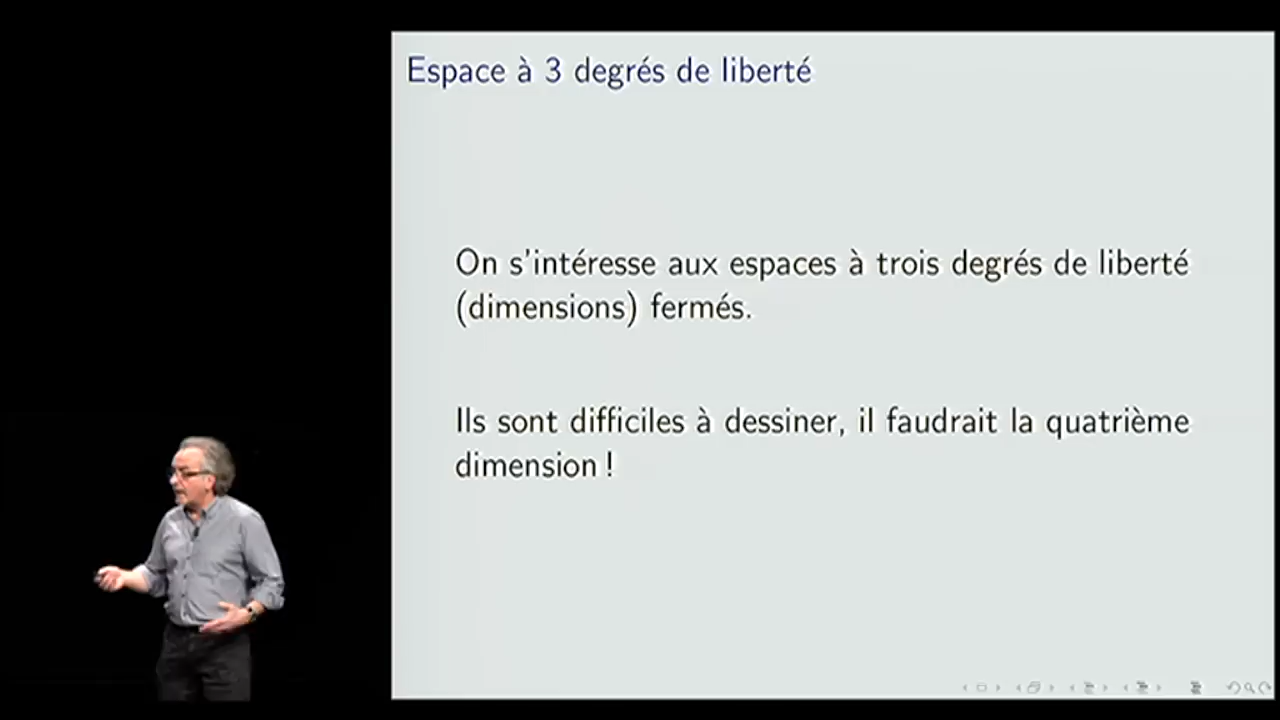 Espace à 3 degrés de liberté
On s'intéresse aux espaces à trois degrés de liberté
(dimensions) fermés.
Ils sont difficiles à dessiner, il faudrait la quatrième
dimension !